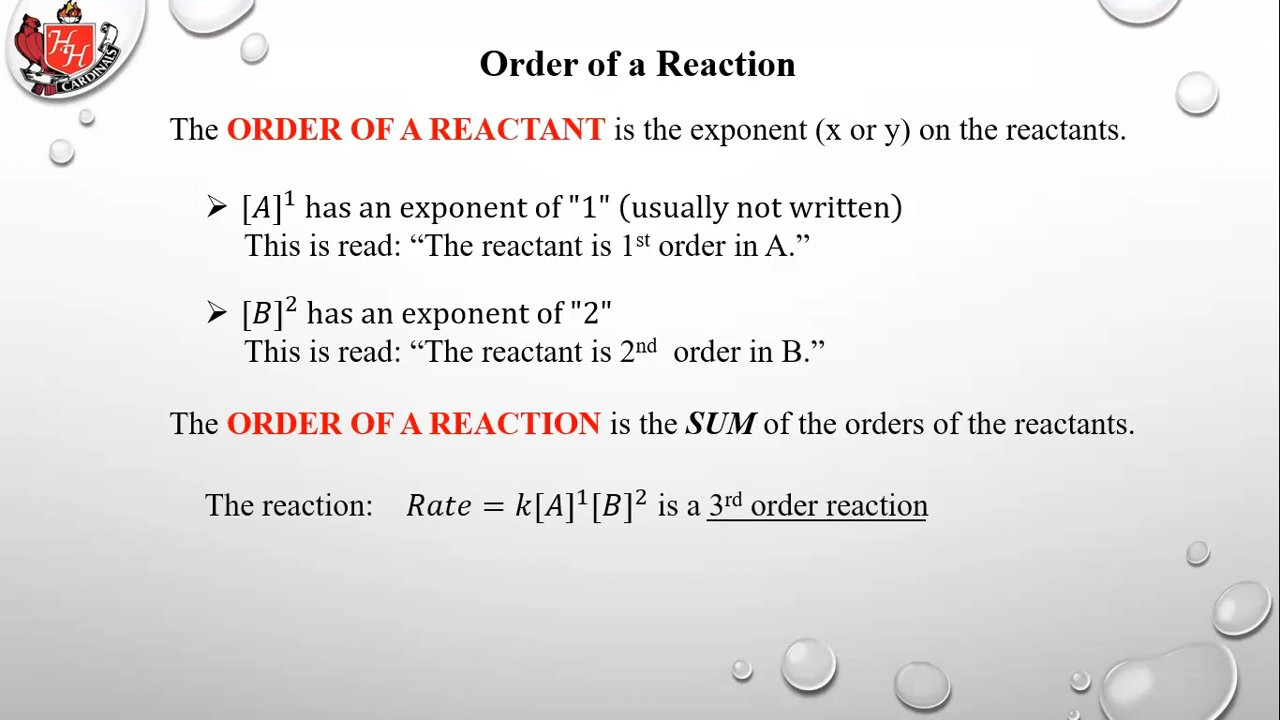 H H
CARDINALS
Order of a Reaction
The ORDER OF A REACTANT is the exponent (x or y) on the reactants.
➢ [A]¹ has an exponent of "1" (usually not written)
This is read: “The reactant is 1ˢᵗ order in A.”
➢ [B]² has an exponent of "2"
This is read: “The reactant is 2ⁿᵈ order in B.”
The ORDER OF A REACTION is the SUM of the orders of the reactants.
The reaction: Rate = k[A]¹[B]² is a 3ʳᵈ order reaction